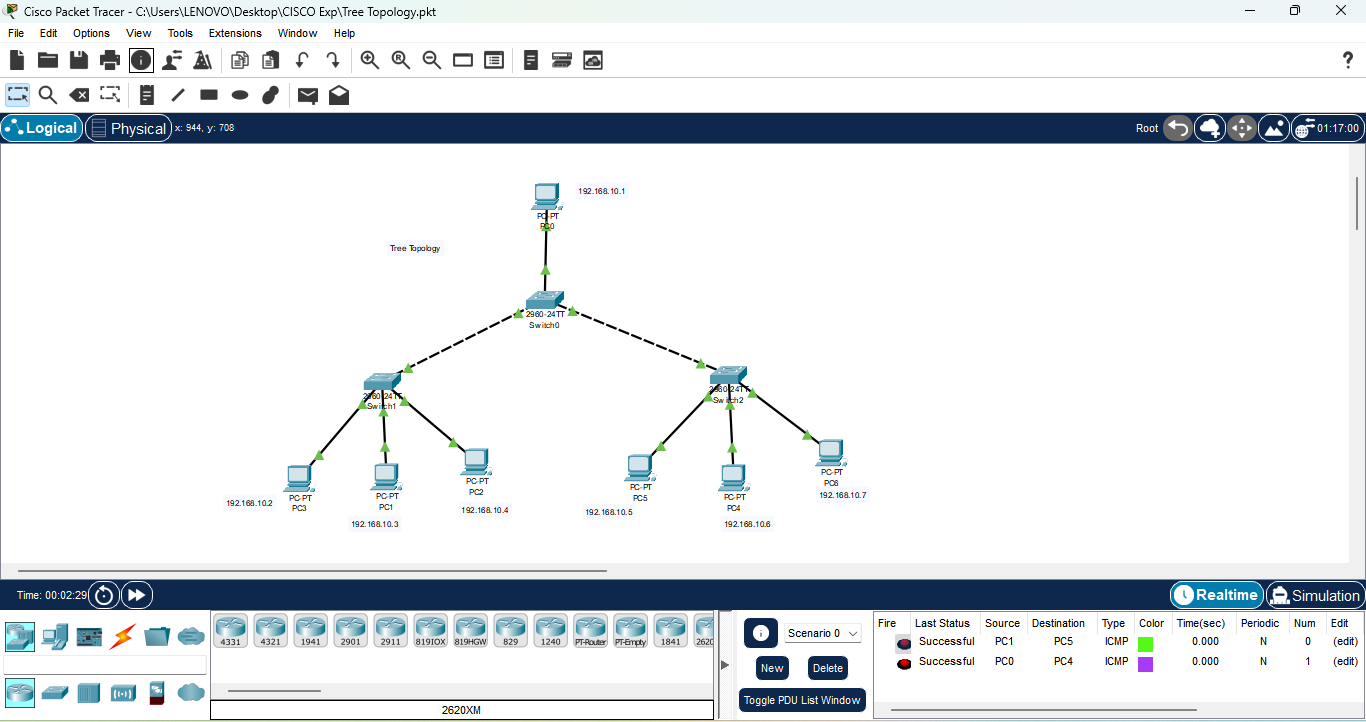 Cisco Packet Tracer - C:\Users\LENOVO\Desktop\CISCO Exp\Tree Topology.pkt
File Edit Options View Tools Extensions Window Help
?
Logical Physical x: 944, y: 708 Root 01:17:00
192.168.10.1
PC-PT
PC0
Tree Topology
2960-24TT
Switch0
2960-24TT
Switch1
2960-24TT
Switch2
PC-PT
PC3
192.168.10.2
PC-PT
PC1
192.168.10.3
PC-PT
PC2
192.168.10.4
PC-PT
PC5
192.168.10.5
PC-PT
PC4
192.168.10.6
PC-PT
PC6
192.168.10.7
Time: 00:02:29 Realtime Simulation
4331 4321 1941 2901 2911 819IOX 819HGW 829 1240 PT-Router PT-Empty 1841 2620
2620XM
Scenario 0
New Delete
Toggle PDU List Window
Fire Last Status Source Destination Type Color Time(sec) Periodic Num Edit
Successful PC1 PC5 ICMP 0.000 N 0 (edit)
Successful PC0 PC4 ICMP 0.000 N 1 (edit)